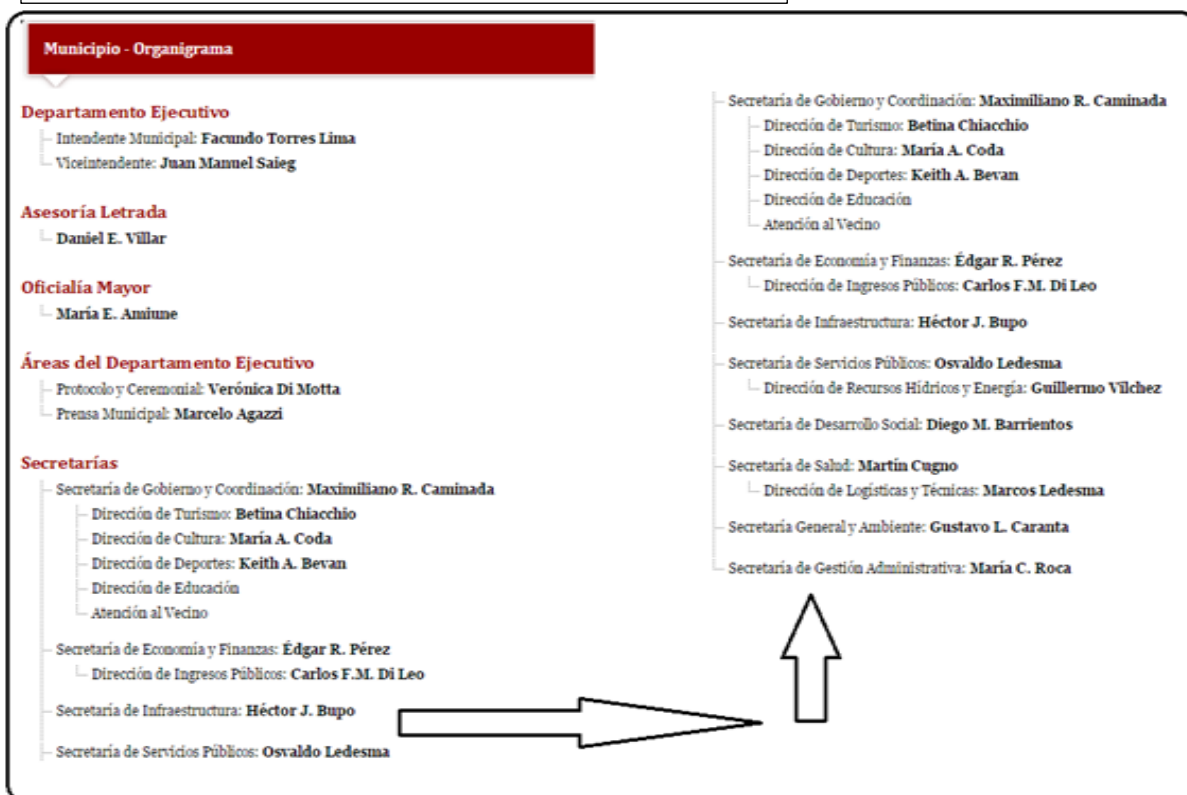 Municipio - Organigrama
Departamento Ejecutivo
Intendente Municipal: Facundo Torres Lima
Viceintendente: Juan Manuel Saieg
Asesoría Letrada
Daniel E. Villar
Oficialía Mayor
María E. Amiune
Áreas del Departamento Ejecutivo
Protocolo y Ceremonial: Verónica Di Motta
Prensa Municipal: Marcelo Agazzi
Secretarías
Secretaría de Gobierno y Coordinación: Maximiliano R. Caminada
Dirección de Turismo: Betina Chiacchio
Dirección de Cultura: María A. Coda
Dirección de Deportes: Keith A. Bevan
Dirección de Educación
Atención al Vecino
Secretaría de Economía y Finanzas: Édgar R. Pérez
Dirección de Ingresos Públicos: Carlos F.M. Di Leo
Secretaría de Infraestructura: Héctor J. Bupo
Secretaría de Servicios Públicos: Osvaldo Ledesma
Secretaría de Gobierno y Coordinación: Maximiliano R. Caminada
Dirección de Turismo: Betina Chiacchio
Dirección de Cultura: María A. Coda
Dirección de Deportes: Keith A. Bevan
Dirección de Educación
Atención al Vecino
Secretaría de Economía y Finanzas: Édgar R. Pérez
Dirección de Ingresos Públicos: Carlos F.M. Di Leo
Secretaría de Infraestructura: Héctor J. Bupo
Secretaría de Servicios Públicos: Osvaldo Ledesma
Dirección de Recursos Hídricos y Energía: Guillermo Vilchez
Secretaría de Desarrollo Social: Diego M. Barrientos
Secretaría de Salud: Martín Cugno
Dirección de Logísticas y Técnicas: Marcos Ledesma
Secretaría General y Ambiente: Gustavo L. Caranta
Secretaría de Gestión Administrativa: María C. Roca